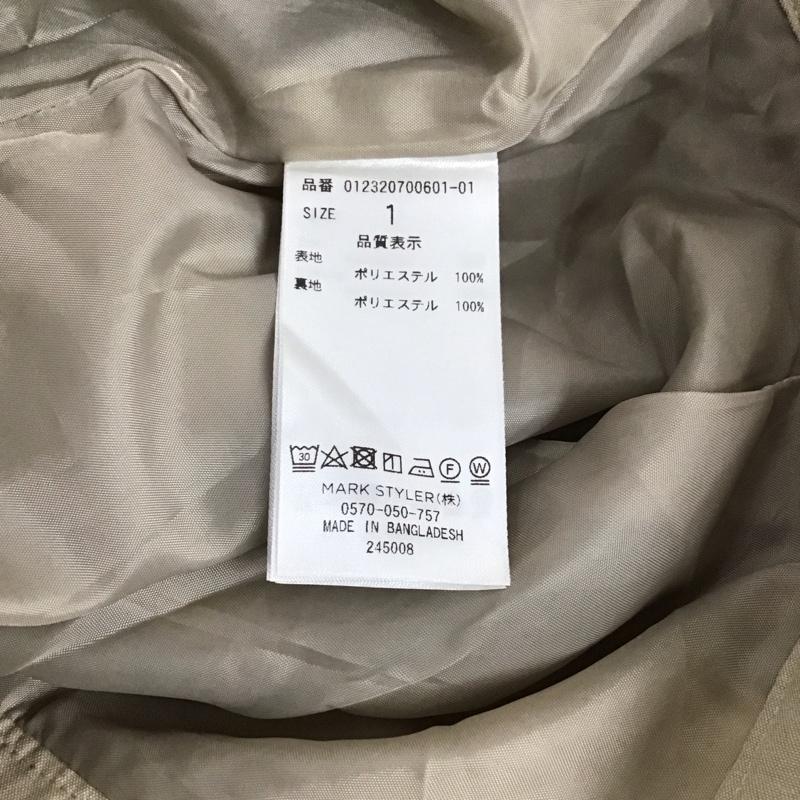 品番 012320700601-01
SIZE 1
品質表示
表地
ポリエステル 100%
裏地
ポリエステル 100%
30 F W
MARK STYLER(株)
0570-050-757
MADE IN BANGLADESH
245008